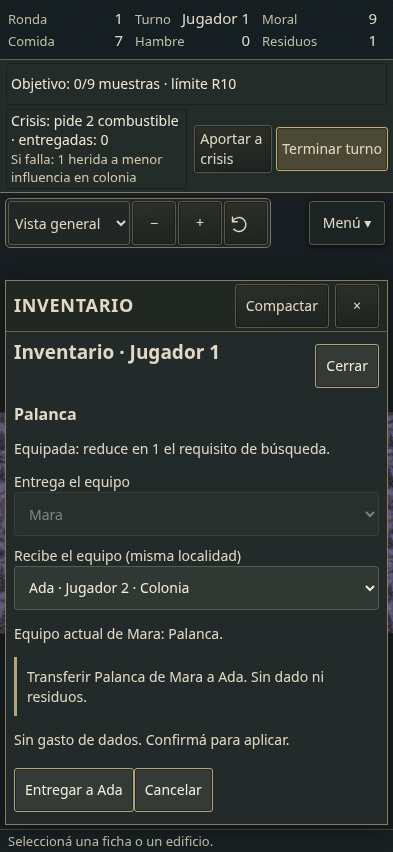 Ronda 1 Turno Jugador 1 Moral 9
Comida 7 Hambre 0 Residuos 1
Objetivo: 0/9 muestras · límite R10
Crisis: pide 2 combustible
· entregadas: 0
Si falla: 1 herida a menor
influencia en colonia
Aportar a
crisis
Terminar turno
Vista general
−
+
Menú ▾
INVENTARIO
Compactar
×
Inventario · Jugador 1
Cerrar
Palanca
Equipada: reduce en 1 el requisito de búsqueda.
Entrega el equipo
Mara
Recibe el equipo (misma localidad)
Ada · Jugador 2 · Colonia
Equipo actual de Mara: Palanca.
Transferir Palanca de Mara a Ada. Sin dado ni
residuos.
Sin gasto de dados. Confirmá para aplicar.
Entregar a Ada
Cancelar
Seleccioná una ficha o un edificio.